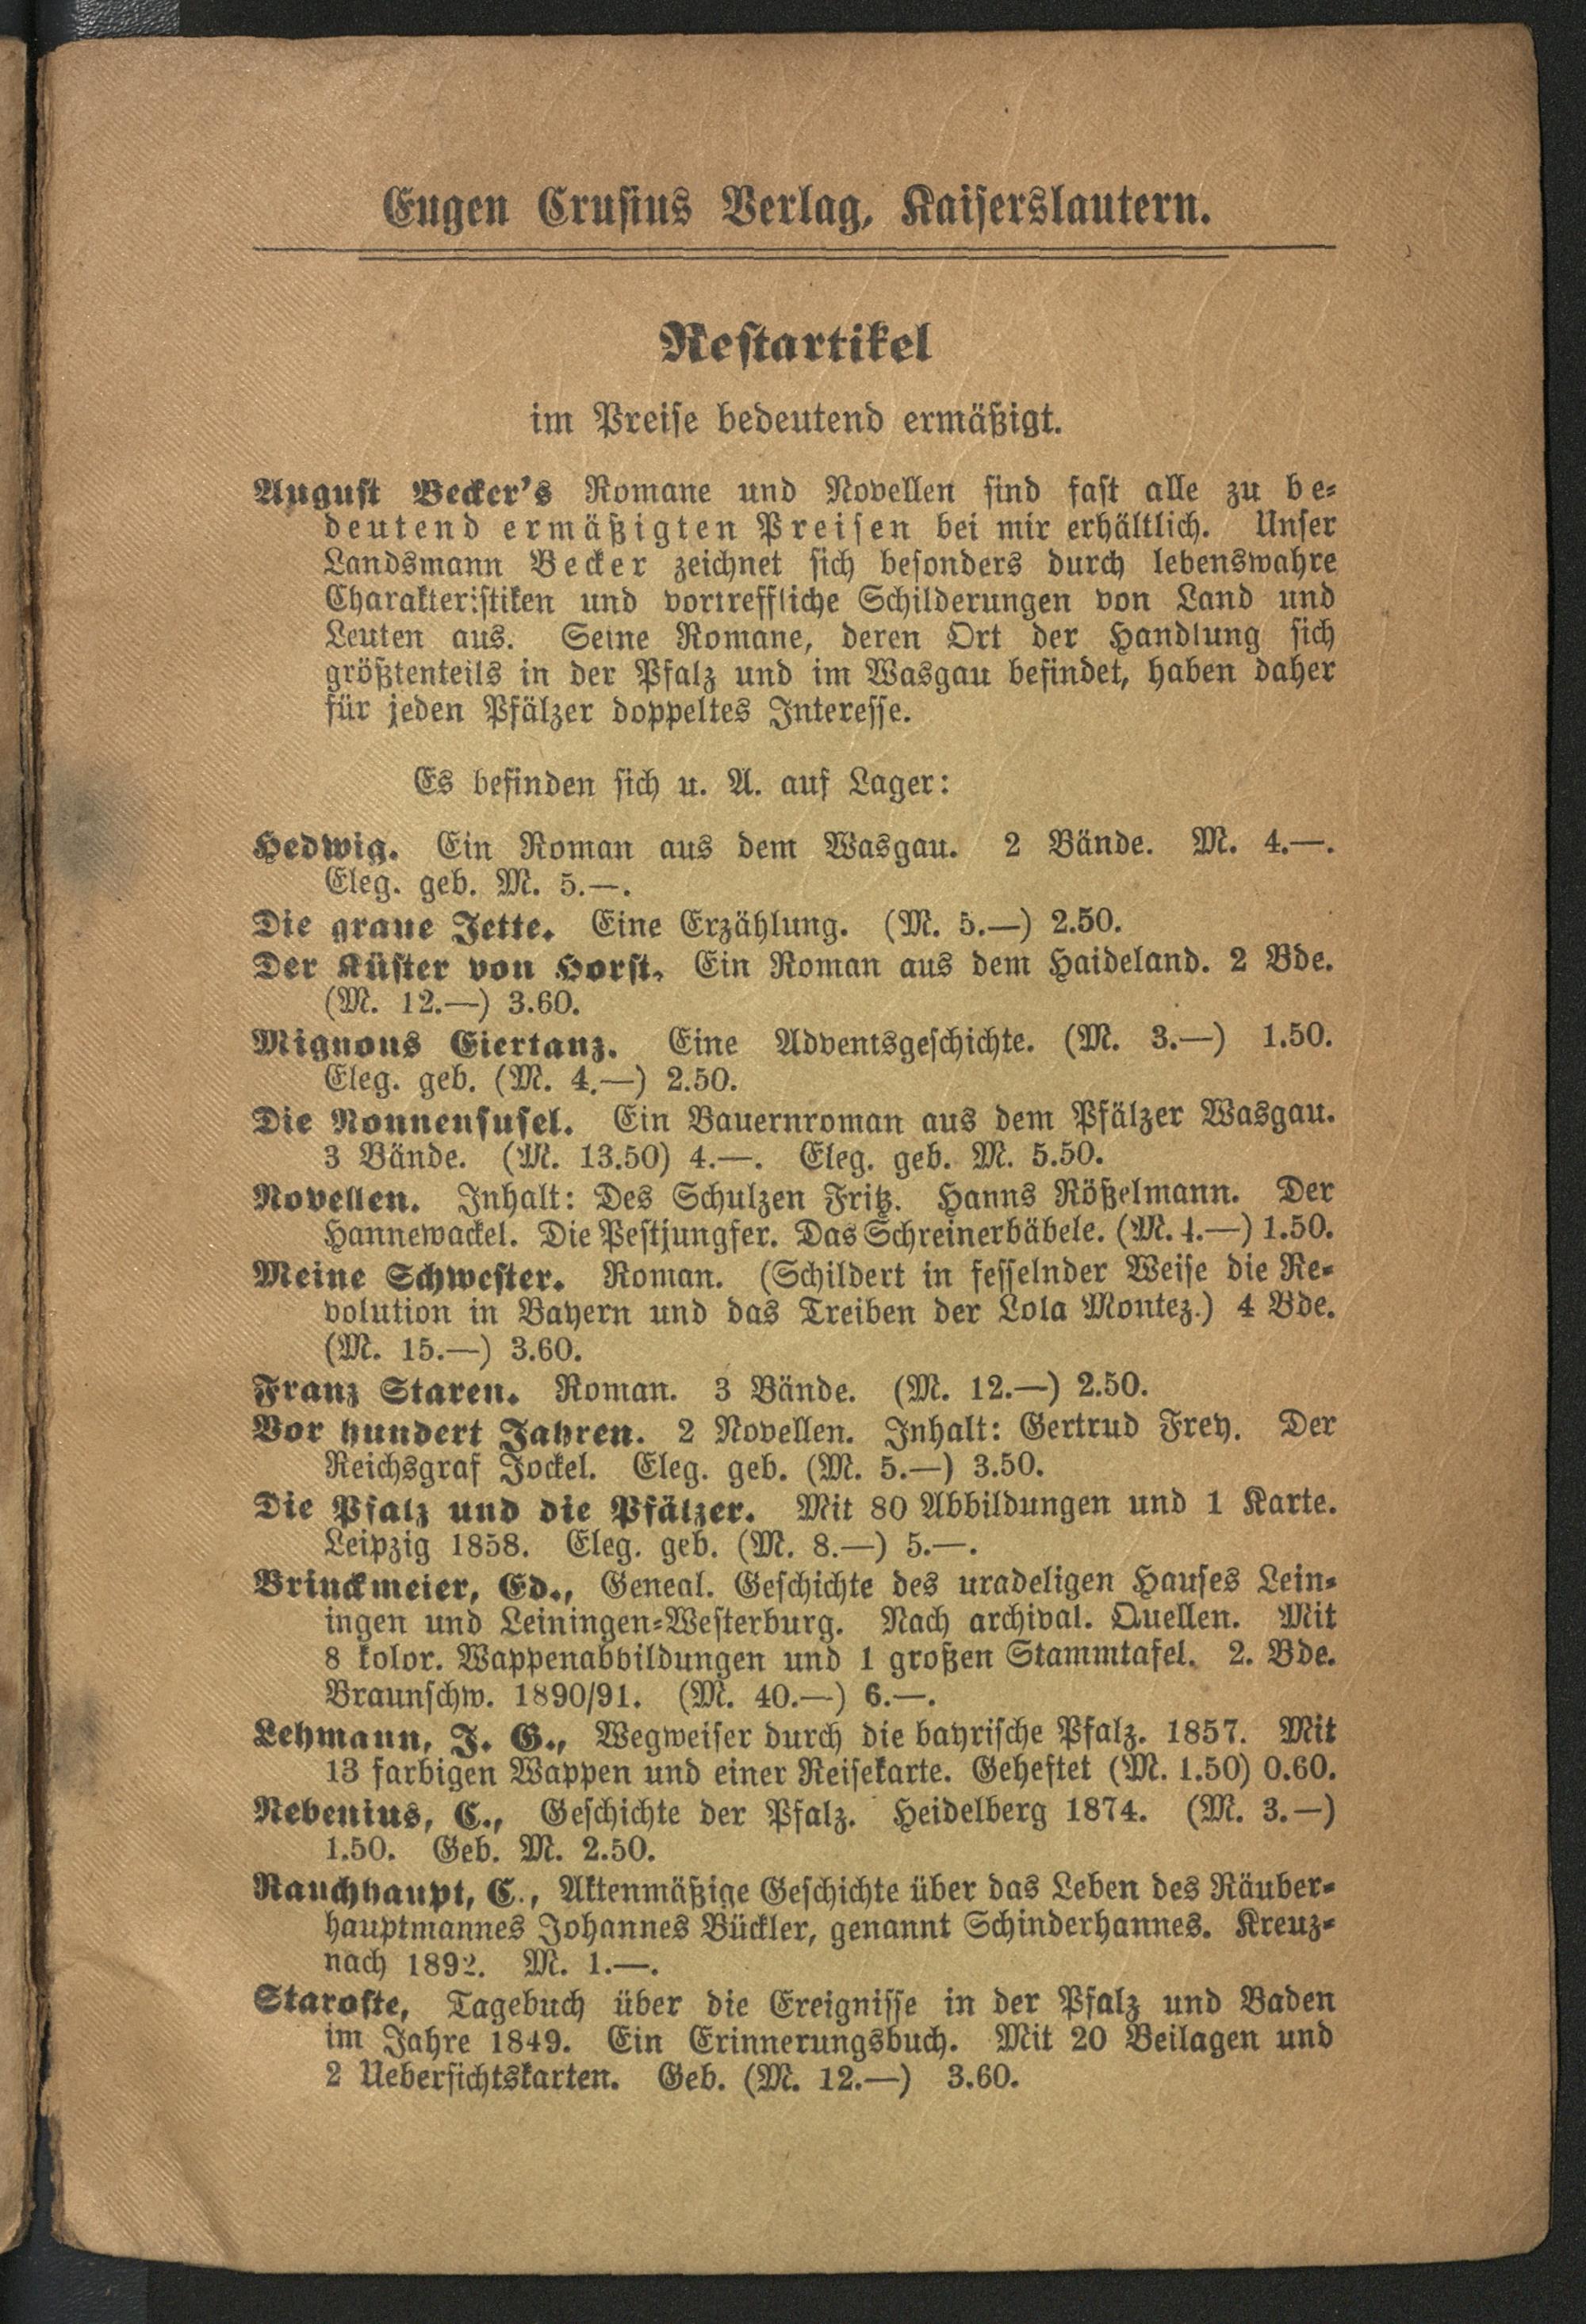 Eugen Crusius Verlag, Kaiserslautern.
Restartikel
im Preise bedeutend ermäßigt.
August Becker's Romane und Novellen sind fast alle zu be-
deutend ermäßigten Preisen bei mir erhältlich. Unser
Landsmann Becker zeichnet sich besonders durch lebenswahre
Charakteristiken und vortreffliche Schilderungen von Land und
Leuten aus. Seine Romane, deren Ort der Handlung sich
größtenteils in der Pfalz und im Wasgau befindet, haben daher
für jeden Pfälzer doppeltes Interesse.
Es befinden sich u. A. auf Lager:
Hedwig. Ein Roman aus dem Wasgau. 2 Bände. M. 4.—.
Eleg. geb. M. 5.—.
Die graue Jette. Eine Erzählung. (M. 5.—) 2.50.
Der Küster von Horst. Ein Roman aus dem Haideland. 2 Bde.
(M. 12.—) 3.60.
Mignons Eiertanz. Eine Adventsgeschichte. (M. 3.—) 1.50.
Eleg. geb. (M. 4.—) 2.50.
Die Nonnensusel. Ein Bauernroman aus dem Pfälzer Wasgau.
3 Bände. (M. 13.50) 4.—. Eleg. geb. M. 5.50.
Novellen. Inhalt: Des Schulzen Fritz. Hanns Rößelmann. Der
Hannewackel. Die Pestjungfer. Das Schreinerbäbele. (M. 4.—) 1.50.
Meine Schwester. Roman. (Schildert in fesselnder Weise die Re-
volution in Bayern und das Treiben der Lola Montez.) 4 Bde.
(M. 15.—) 3.60.
Franz Staren. Roman. 3 Bände. (M. 12.—) 2.50.
Vor hundert Jahren. 2 Novellen. Inhalt: Gertrud Frey. Der
Reichsgraf Jockel. Eleg. geb. (M. 5.—) 3.50.
Die Pfalz und die Pfälzer. Mit 80 Abbildungen und 1 Karte.
Leipzig 1858. Eleg. geb. (M. 8.—) 5.—.
Brinckmeier, Ed., Geneal. Geschichte des uradeligen Hauses Lein-
ingen und Leiningen-Westerburg. Nach archival. Quellen. Mit
8 kolor. Wappenabbildungen und 1 großen Stammtafel. 2. Bde.
Braunschw. 1890/91. (M. 40.—) 6.—.
Lehmann, J. G., Wegweiser durch die bayrische Pfalz. 1857. Mit
13 farbigen Wappen und einer Reisekarte. Geheftet (M. 1.50) 0.60.
Nebenius, C., Geschichte der Pfalz. Heidelberg 1874. (M. 3.—)
1.50. Geb. M. 2.50.
Rauchhaupt, C., Aktenmäßige Geschichte über das Leben des Räuber-
hauptmannes Johannes Bückler, genannt Schinderhannes. Kreuz-
nach 1892. M. 1.—.
Staroste, Tagebuch über die Ereignisse in der Pfalz und Baden
im Jahre 1849. Ein Erinnerungsbuch. Mit 20 Beilagen und
2 Uebersichtskarten. Geb. (M. 12.—) 3.60.